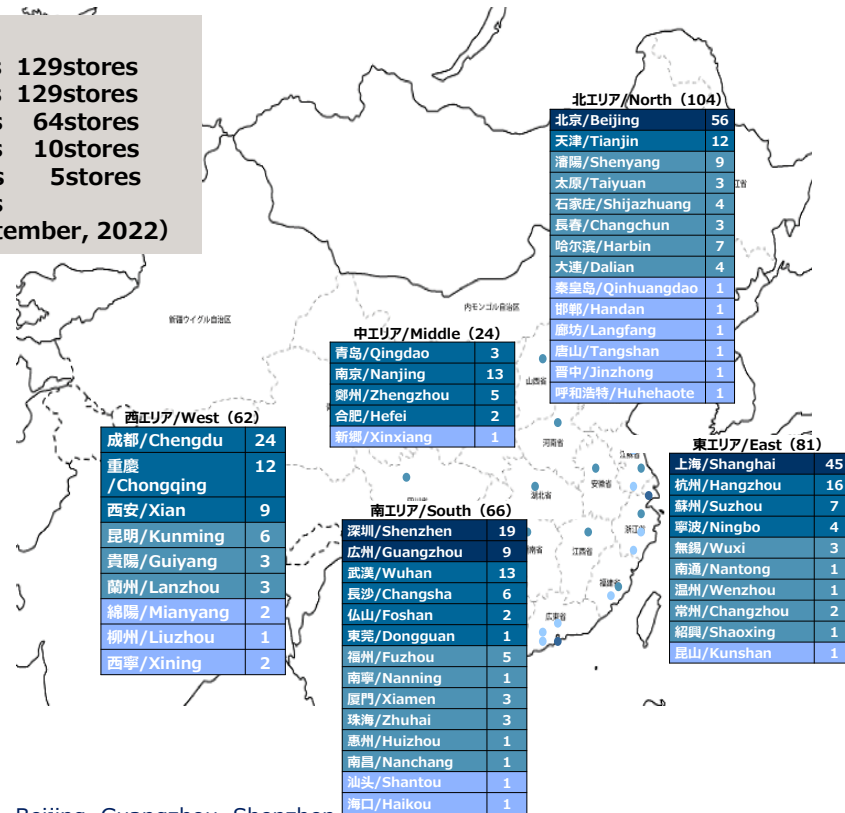 129stores
129stores
64stores
10stores
5stores
tember, 2022）
北エリア/North（104）
北京/Beijing 56
天津/Tianjin 12
瀋陽/Shenyang 9
太原/Taiyuan 3
石家庄/Shijazhuang 4
長春/Changchun 3
哈尔滨/Harbin 7
大連/Dalian 4
秦皇岛/Qinhuangdao 1
邯郸/Handan 1
廊坊/Langfang 1
唐山/Tangshan 1
晋中/Jinzhong 1
呼和浩特/Huhehaote 1
新疆ウイグル自治区
内モンゴル自治区
江省
山西省
中エリア/Middle（24）
青岛/Qingdao 3
南京/Nanjing 13
鄭州/Zhengzhou 5
合肥/Hefei 2
新郷/Xinxiang 1
河南省
西エリア/West（62）
成都/Chengdu 24
重慶
/Chongqing 12
西安/Xian 9
昆明/Kunming 6
貴陽/Guiyang 3
蘭州/Lanzhou 3
綿陽/Mianyang 2
柳州/Liuzhou 1
西寧/Xining 2
東エリア/East（81）
上海/Shanghai 45
杭州/Hangzhou 16
蘇州/Suzhou 7
寧波/Ningbo 4
無錫/Wuxi 3
南通/Nantong 1
温州/Wenzhou 1
常州/Changzhou 2
紹興/Shaoxing 1
昆山/Kunshan 1
安徽省
湖北省
浙江省
江西省
福建省
広東省
南エリア/South（66）
深圳/Shenzhen 19
広州/Guangzhou 9
武漢/Wuhan 13
長沙/Changsha 6
仏山/Foshan 2
東莞/Dongguan 1
福州/Fuzhou 5
南寧/Nanning 1
厦門/Xiamen 3
珠海/Zhuhai 3
惠州/Huizhou 1
南昌/Nanchang 1
汕头/Shantou 1
海口/Haikou 1
Beijing, Guangzhou, Shenzhen